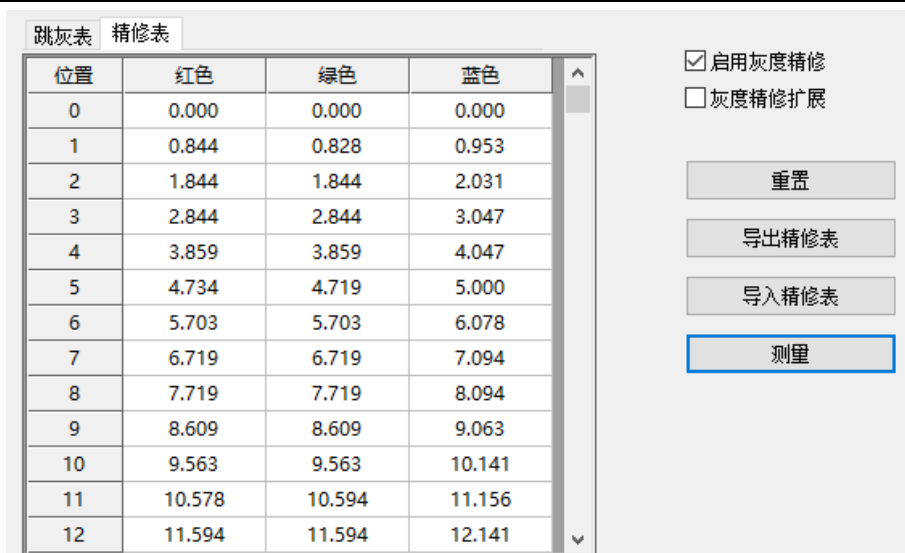 跳灰表 精修表
位置 红色 绿色 蓝色
0 0.000 0.000 0.000
1 0.844 0.828 0.953
2 1.844 1.844 2.031
3 2.844 2.844 3.047
4 3.859 3.859 4.047
5 4.734 4.719 5.000
6 5.703 5.703 6.078
7 6.719 6.719 7.094
8 7.719 7.719 8.094
9 8.609 8.609 9.063
10 9.563 9.563 10.141
11 10.578 10.594 11.156
12 11.594 11.594 12.141
启用灰度精修
灰度精修扩展
重置
导出精修表
导入精修表
测量